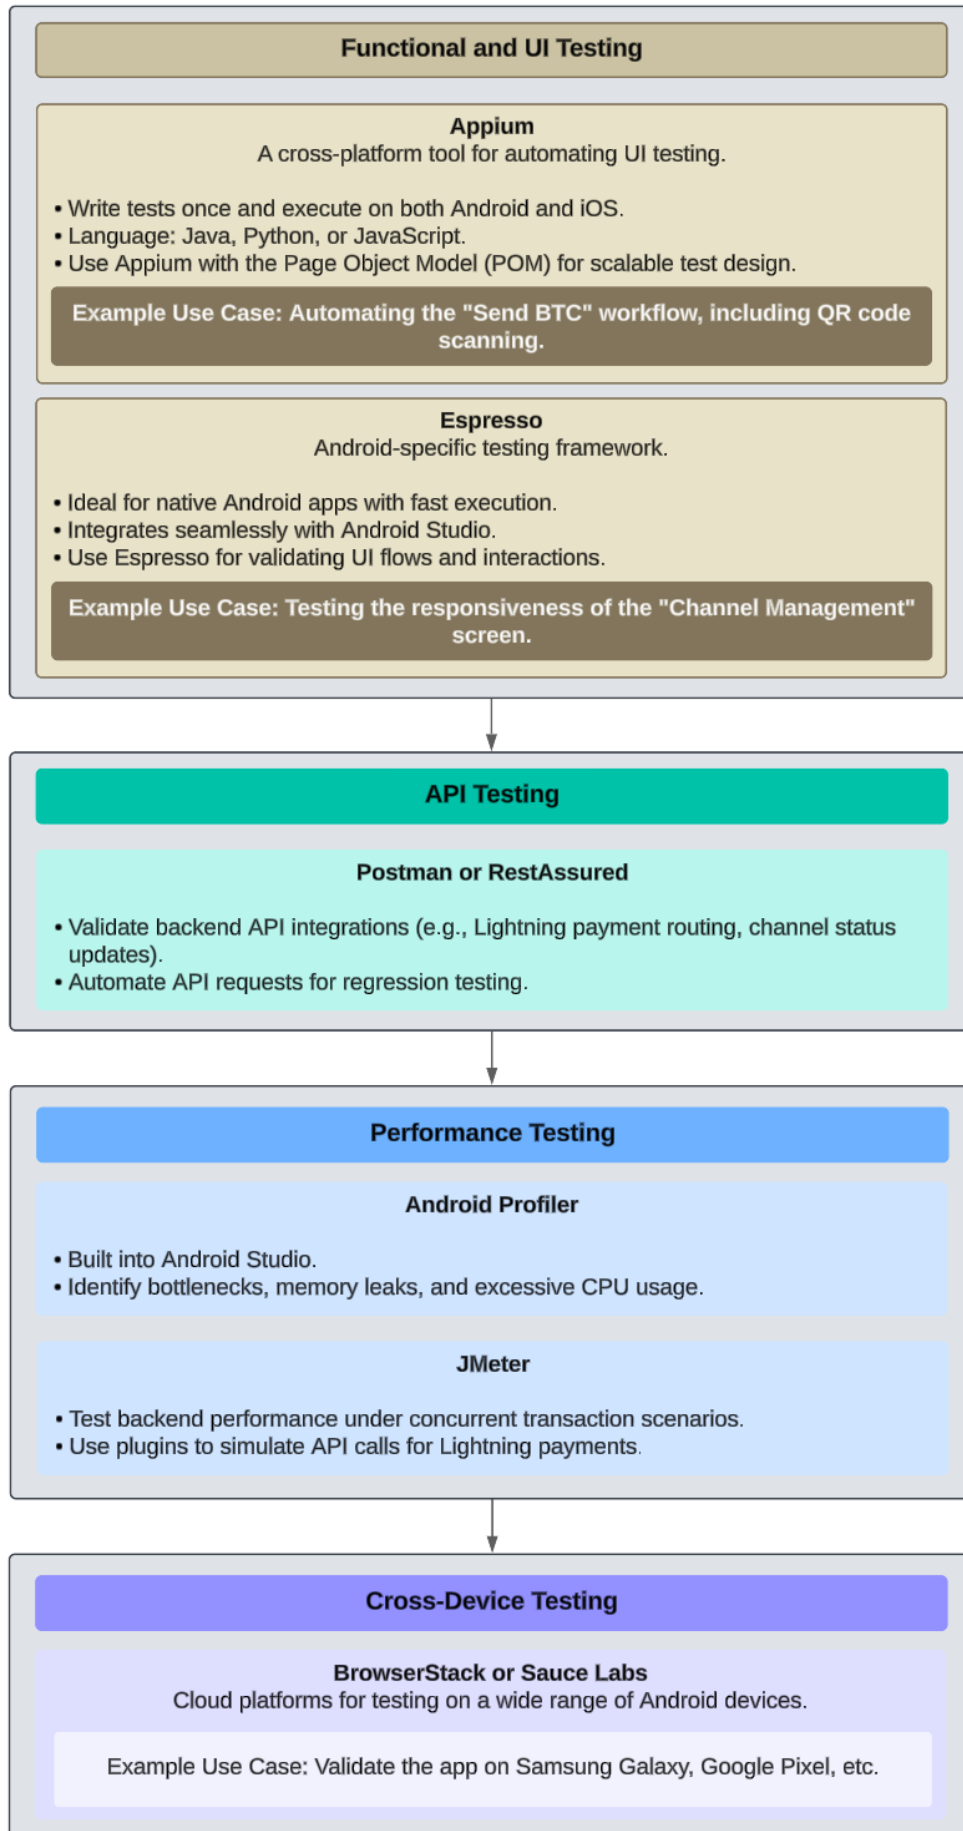 Functional and UI Testing
Appium
A cross-platform tool for automating UI testing.
• Write tests once and execute on both Android and iOS.
• Language: Java, Python, or JavaScript.
• Use Appium with the Page Object Model (POM) for scalable test design.
Example Use Case: Automating the "Send BTC" workflow, including QR code
scanning.
Espresso
Android-specific testing framework.
• Ideal for native Android apps with fast execution.
• Integrates seamlessly with Android Studio.
• Use Espresso for validating UI flows and interactions.
Example Use Case: Testing the responsiveness of the "Channel Management"
screen.
API Testing
Postman or RestAssured
• Validate backend API integrations (e.g., Lightning payment routing, channel status
updates).
• Automate API requests for regression testing.
Performance Testing
Android Profiler
• Built into Android Studio.
• Identify bottlenecks, memory leaks, and excessive CPU usage.
JMeter
• Test backend performance under concurrent transaction scenarios.
• Use plugins to simulate API calls for Lightning payments.
Cross-Device Testing
BrowserStack or Sauce Labs
Cloud platforms for testing on a wide range of Android devices.
Example Use Case: Validate the app on Samsung Galaxy, Google Pixel, etc.